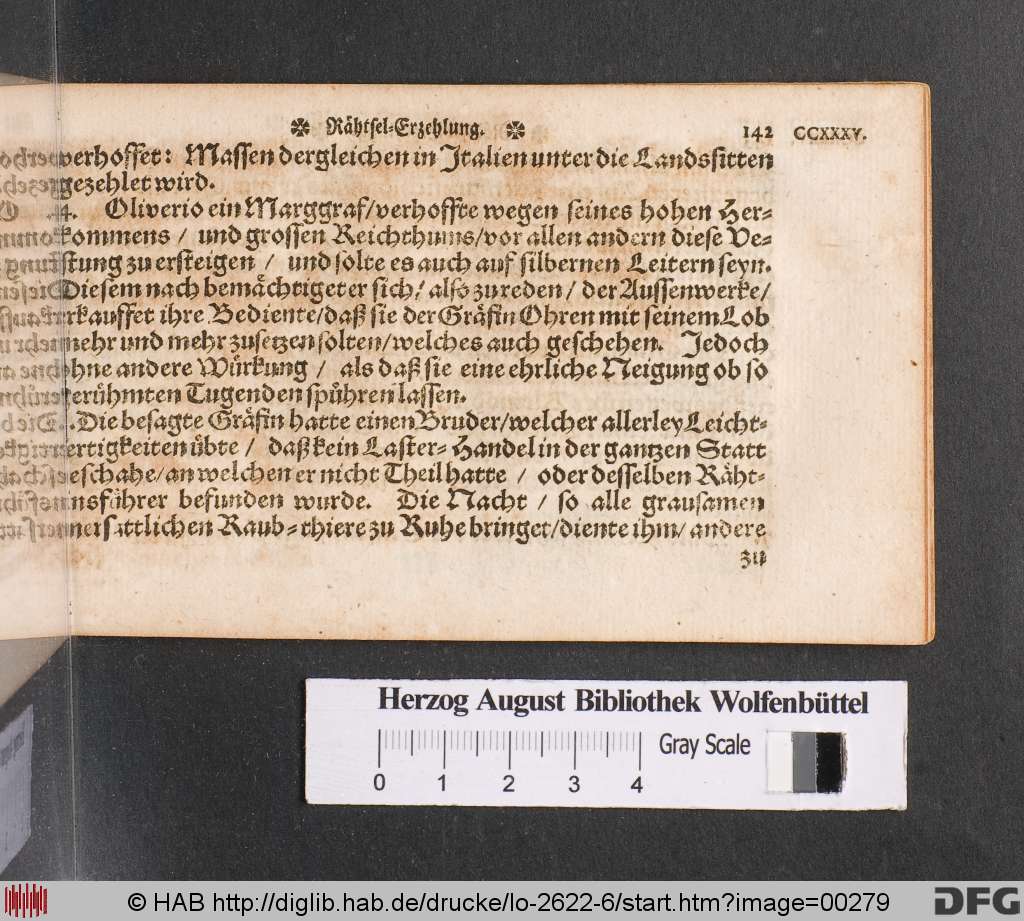 Rähtsel-Erzehlung. 142 CCXXXV.
verhoffet: Massen dergleichen in Italien unter die Landssitten
gezehlet wird.
4. Oliverio ein Marggraf/verhoffte wegen seines hohen Her-
kommens / und grossen Reichthums/vor allen andern diese Ve-
stung zu ersteigen / und solte es auch auf silbernen Leitern seyn.
Diesem nach bemächtiget er sich/ also zu reden / der Aussenwerke/
erkauffet ihre Bediente/daß sie der Gräfin Ohren mit seinem Lob
mehr und mehr zusetzen solten/welches auch geschehen. Jedoch
ohne andere Würkung / als daß sie eine ehrliche Neigung ob so
berühmten Tugenden spühren lassen.
Die besagte Gräfin hatte einen Bruder/welcher allerley Leicht-
fertigkeiten übte / daß kein Laster-Handel in der gantzen Statt
geschahe/an welchen er nicht Theil hatte / oder desselben Räht-
linsführer befunden wurde. Die Nacht / so alle grausamen
unersättlichen Raub-thiere zu Ruhe bringet/diente ihm/ andere
zu
Herzog August Bibliothek Wolfenbüttel
Gray Scale
0 1 2 3 4
© HAB http://diglib.hab.de/drucke/lo-2622-6/start.htm?image=00279
DFG